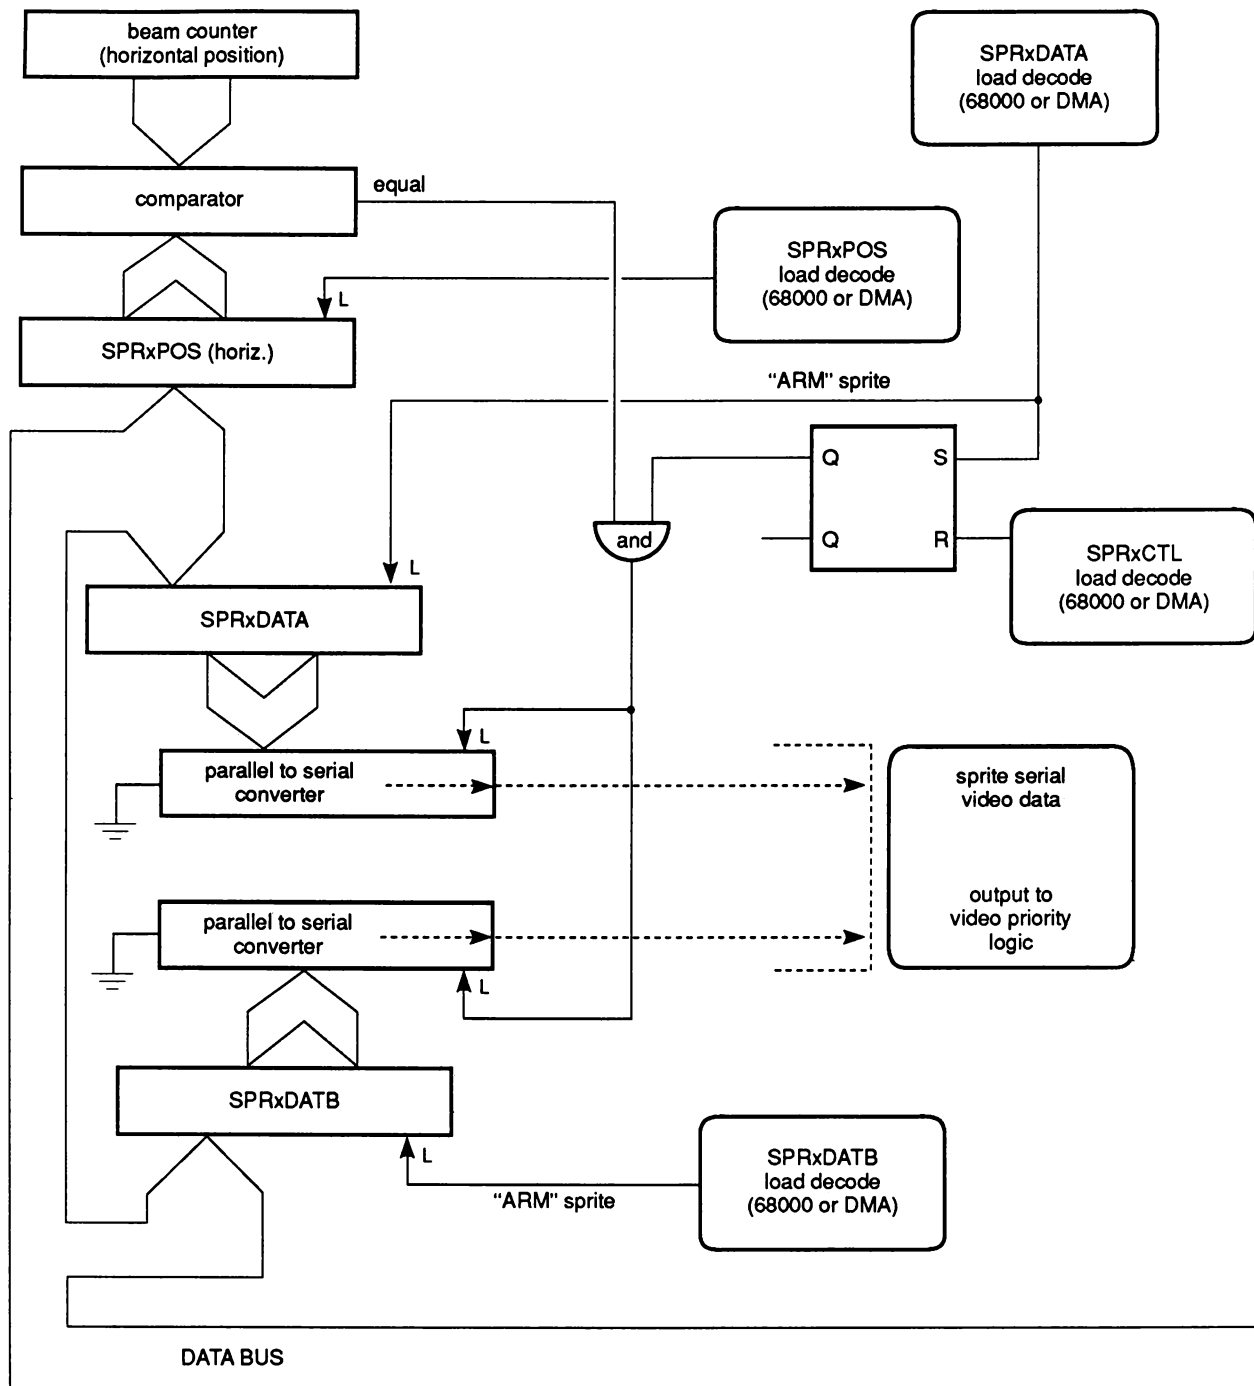 beam counter
(horizontal position)
SPRxDATA
load decode
(68000 or DMA)
comparator
equal
SPRxPOS
load decode
(68000 or DMA)
L
SPRxPOS (horiz.)
“ARM” sprite
Q
S
and
Q
R
SPRxCTL
load decode
(68000 or DMA)
L
SPRxDATA
L
parallel to serial
converter
sprite serial
video data
parallel to serial
converter
output to
video priority
logic
L
SPRxDATB
L
“ARM” sprite
SPRxDATB
load decode
(68000 or DMA)
DATA BUS